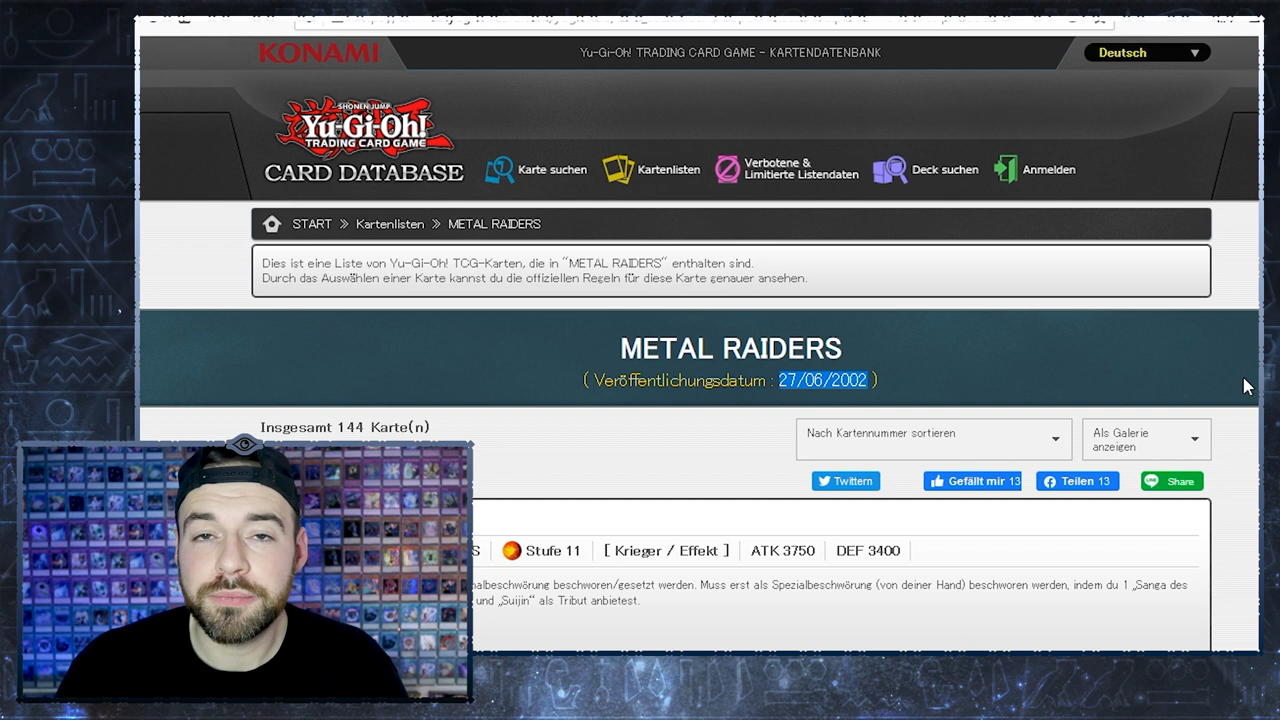 KONAMI
Yu-Gi-Oh! TRADING CARD GAME - KARTENDATENBANK
Deutsch
SHONEN JUMP
Yu-Gi-Oh!
TRADING CARD GAME
CARD DATABASE
Karte suchen
Kartenlisten
Verbotene &
Limitierte Listendaten
Deck suchen
Anmelden
START » Kartenlisten » METAL RAIDERS
Dies ist eine Liste von Yu-Gi-Oh! TCG-Karten, die in "METAL RAIDERS" enthalten sind.
Durch das Auswählen einer Karte kannst du die offiziellen Regeln für diese Karte genauer ansehen.
METAL RAIDERS
( Veröffentlichungsdatum : 27/06/2002 )
Insgesamt 144 Karte(n)
Nach Kartennummer sortieren
Als Galerie
anzeigen
Twittern
Gefällt mir 13
Teilen 13
Share
S Stufe 11 [ Krieger / Effekt ] ATK 3750 DEF 3400
nalbeschwörung beschworen/gesetzt werden. Muss erst als Spezialbeschwörung (von deiner Hand) beschworen werden, indem du 1 „Sanga des
und „Suijin“ als Tribut anbietest.